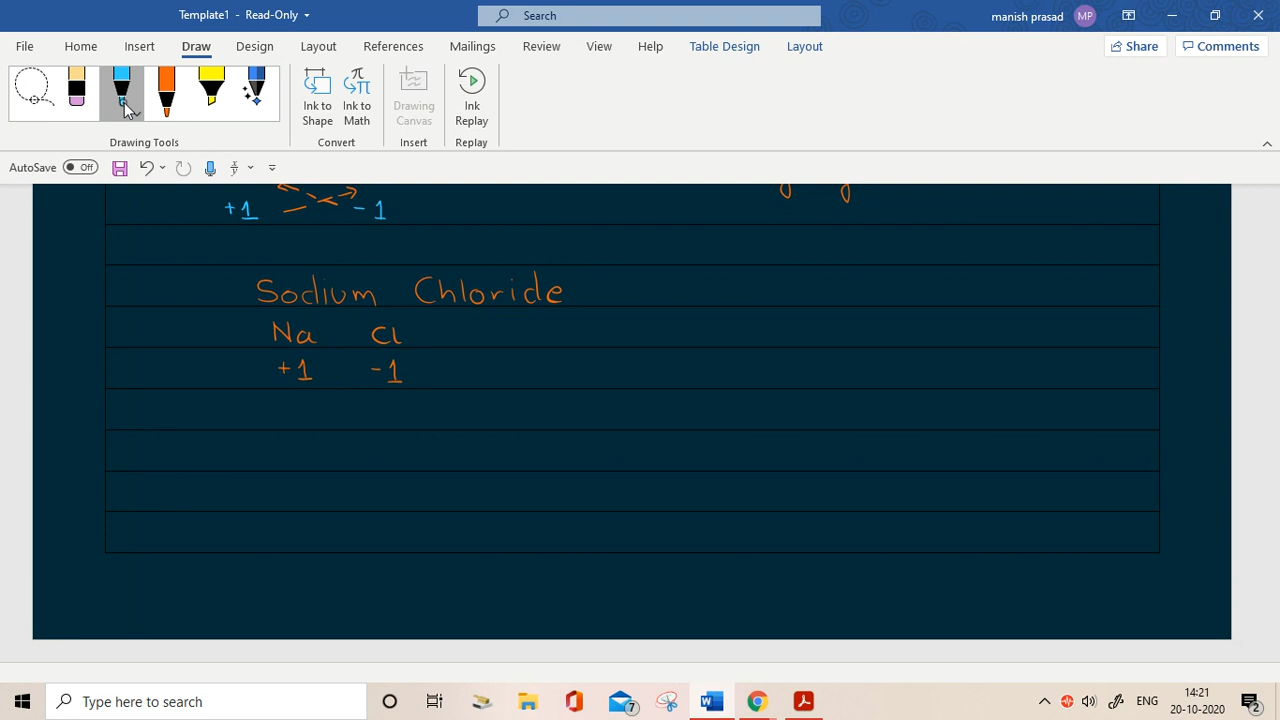 Template1 - Read-Only
Search
manish prasad MP
File Home Insert Draw Design Layout References Mailings Review View Help Table Design Layout Share Comments
Ink to Shape
Ink to Math
Drawing Canvas
Ink Replay
Drawing Tools Convert Insert Replay
AutoSave Off
+1 -1
Sodium Chloride
Na Cl
+1 -1
Type here to search
7
ENG
14:21
20-10-2020
2